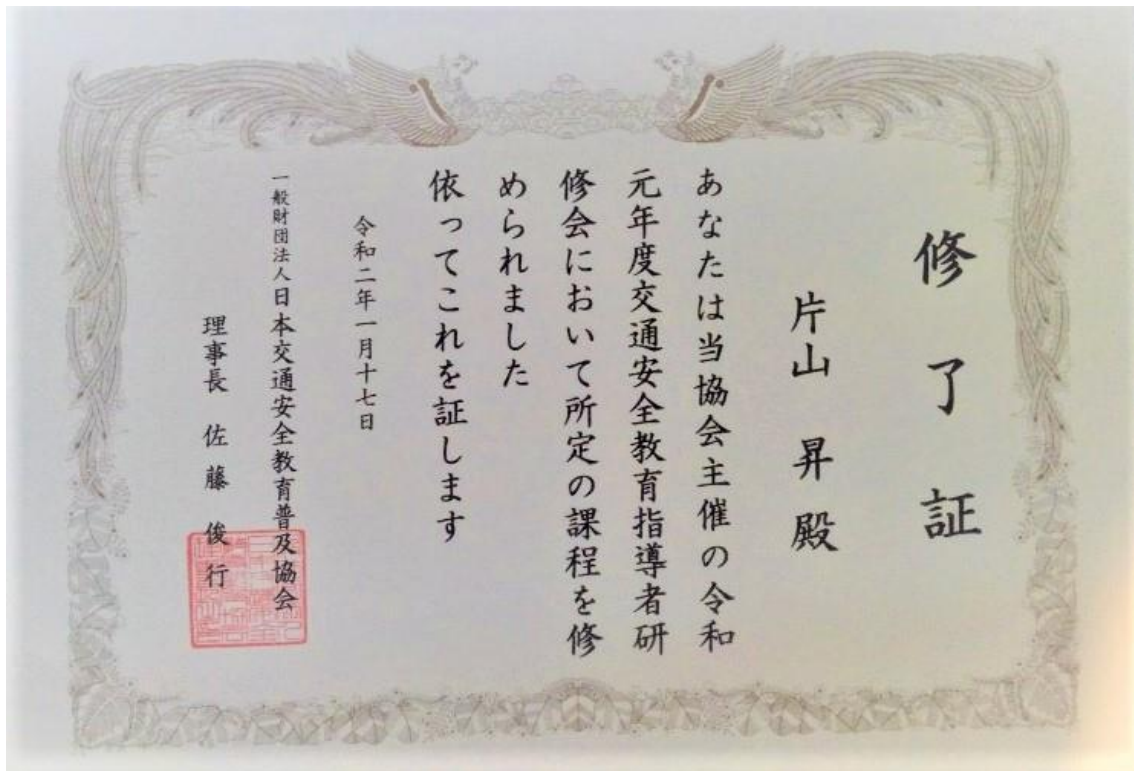 修了証
片山 昇 殿
あなたは当協会主催の令和
元年度交通安全教育指導者研
修会において所定の課程を修
められました
依ってこれを証します
令和二年一月十七日
一般財団法人日本交通安全教育普及協会
理事長 佐藤 俊行